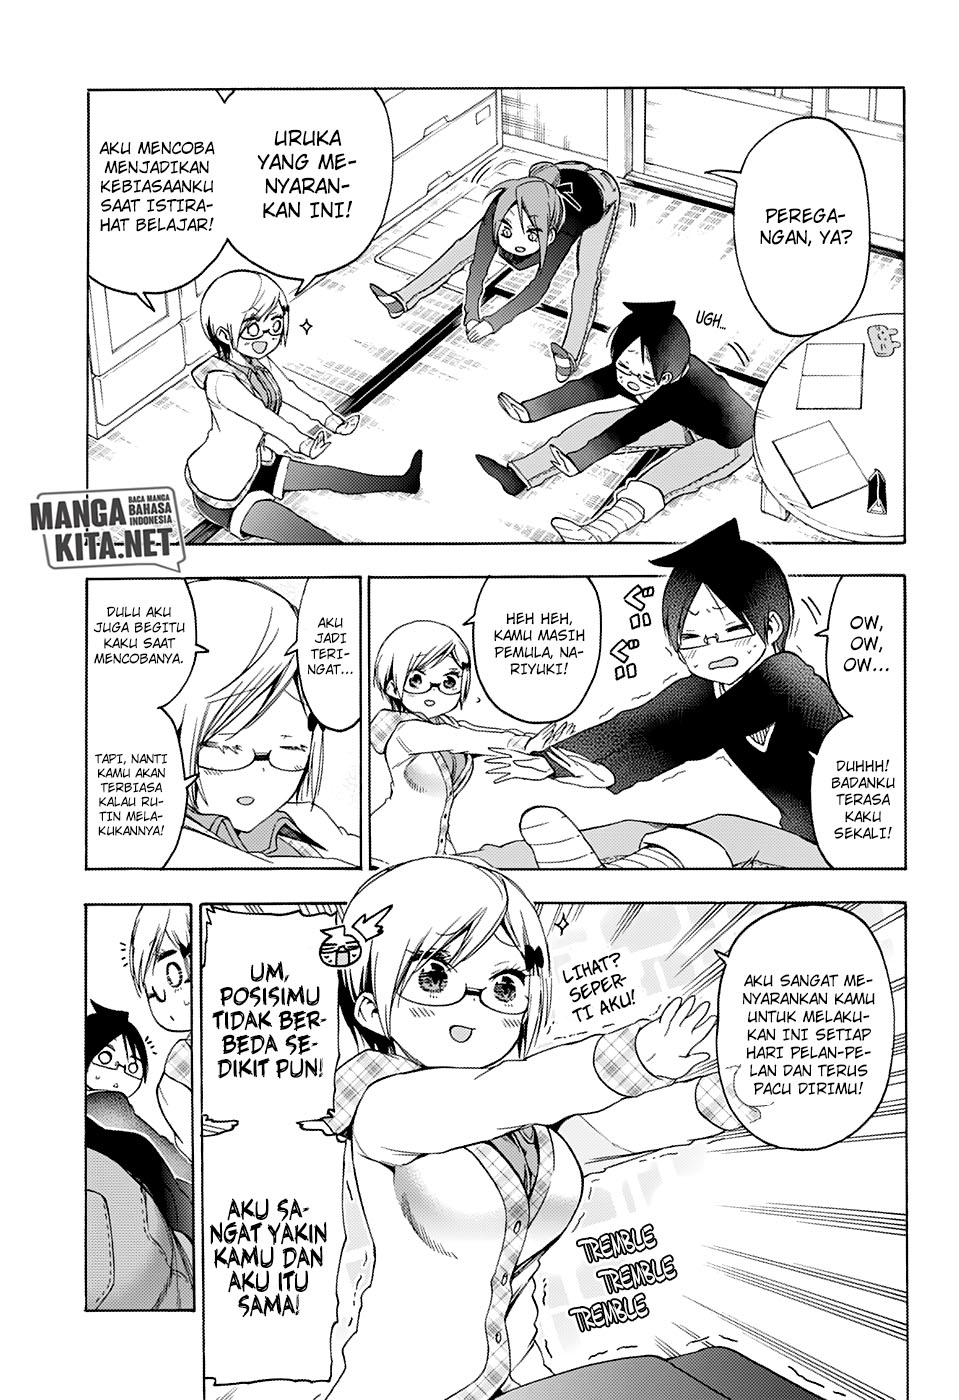 PEREGA-
NGAN, YA?
URUKA
YANG ME-
NYARAN-
KAN INI!
AKU MENCOBA
MENJADIKAN
KEBIASAANKU
SAAT ISTIRA-
HAT BELAJAR!
UGH...
MANGA
KITA.NET
BACA MANGA
BAHASA
INDONESIA
OW,
OW,
OW...
DUHHH!
BADANKU
TERASA
KAKU
SEKALI!
HEH HEH,
KAMU MASIH
PEMULA, NA-
RIYUKI!
AKU
JADI
TERI-
NGAT...
DULU AKU
JUGA BEGITU
KAKU SAAT
MENCOBANYA.
TAPI, NANTI
KAMU AKAN
TERBIASA
KALAU RU-
TIN MELA-
KUKANNYA!
AKU SANGAT ME-
NYARANKAN KAMU
UNTUK MELAKU-
KAN INI SETIAP
HARI PELAN-PE-
LAN DAN TERUS
PACU DIRIMU!
LIHAT?
SEPER-
TI AKU!
UM,
POSISIMU
TIDAK BER-
BEDA SE-
DIKIT PUN!
AKU SA-
NGAT YAKIN
KAMU DAN
AKU ITU
SAMA!
TREMBLE
TREMBLE
TREMBLE